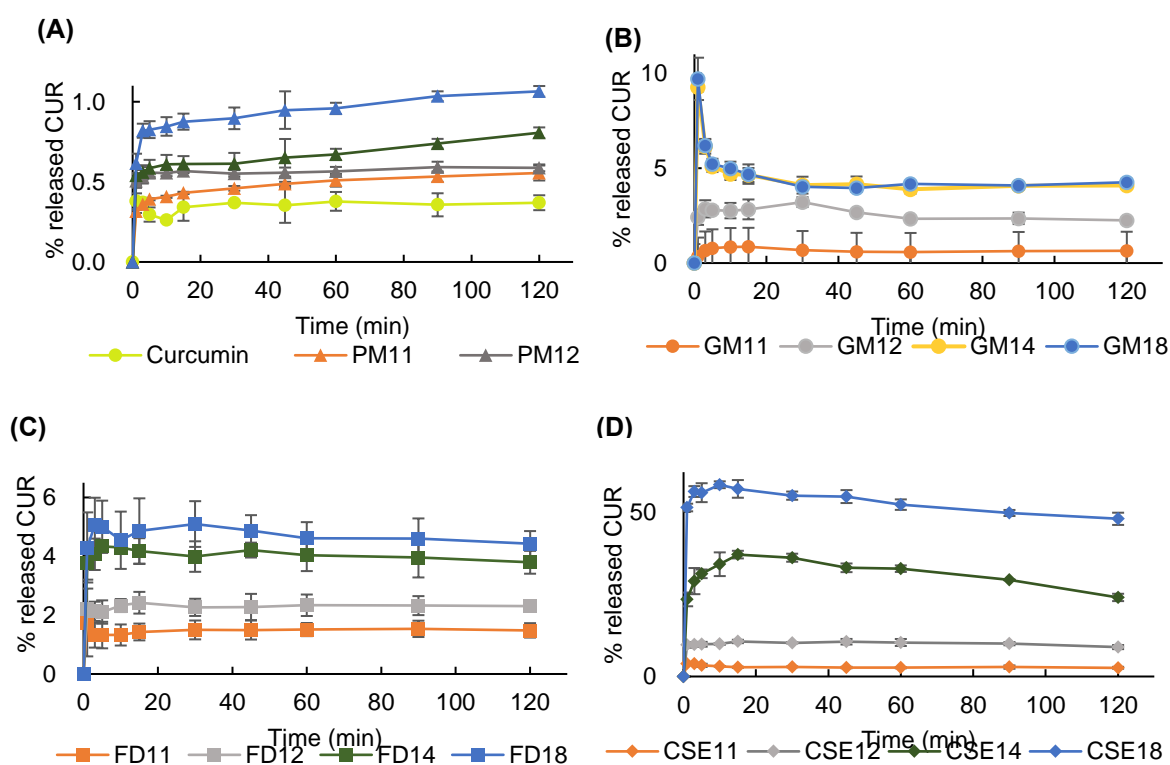 (A)
% released CUR
1.0
0.5
0.0
0 20 40 60 80 100 120
Time (min)
Curcumin PM11 PM12
(B)
% released CUR
10
5
0
0 20 40 60 80 100 120
Time (min)
GM11 GM12 GM14 GM18
(C)
% released CUR
6
4
2
0
0 20 40 60 80 100 120
Time (min)
FD11 FD12 FD14 FD18
(D)
% released CUR
50
0
0 20 40 60 80 100 120
Time (min)
CSE11 CSE12 CSE14 CSE18